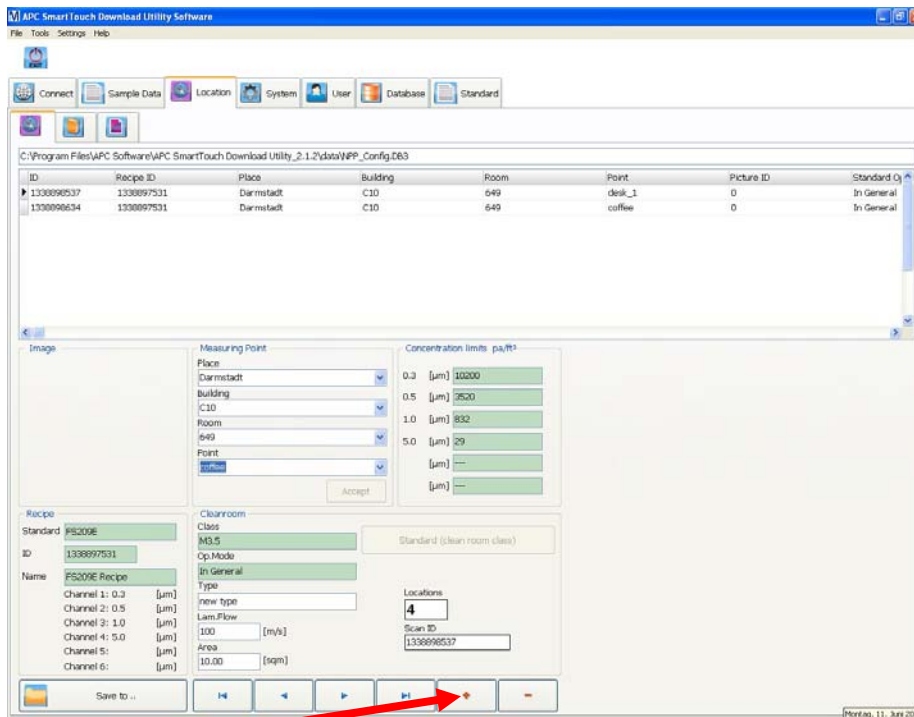 APC SmartTouch Download Utility Software
File Tools Settings Help
EXIT
Connect Sample Data Location System User Database Standard
C:\Program Files\APC Software\APC SmartTouch Download Utility_2.1.2\data\NPP_Config.DB3
ID Recipe ID Place Building Room Point Picture ID Standard Op
1338898537 1338897531 Darmstadt C10 649 desk_1 0 In General
1338898634 1338897531 Darmstadt C10 649 coffee 0 In General
Image Measuring Point Concentration limits pa/ft³
Place
Darmstadt 0.3 [µm] 10200
Building
C10 0.5 [µm] 3520
Room 1.0 [µm] 832
649 5.0 [µm] 29
Point
coffee [µm] ---
Accept [µm] ---
Recipe Cleanroom
Standard FS209E Class
M3.5 Standard (clean room class)
ID 1338897531 Op.Mode
Name FS209E Recipe In General
Channel 1: 0.3 [µm] Type
Channel 2: 0.5 [µm] new type Locations
Channel 3: 1.0 [µm] Lam.Flow 4
Channel 4: 5.0 [µm] 100 [m/s] Scan ID
Channel 5: [µm] Area 1338898537
Channel 6: [µm] 10.00 [sqm]
Save to ..
Montag, 11. Juni 20